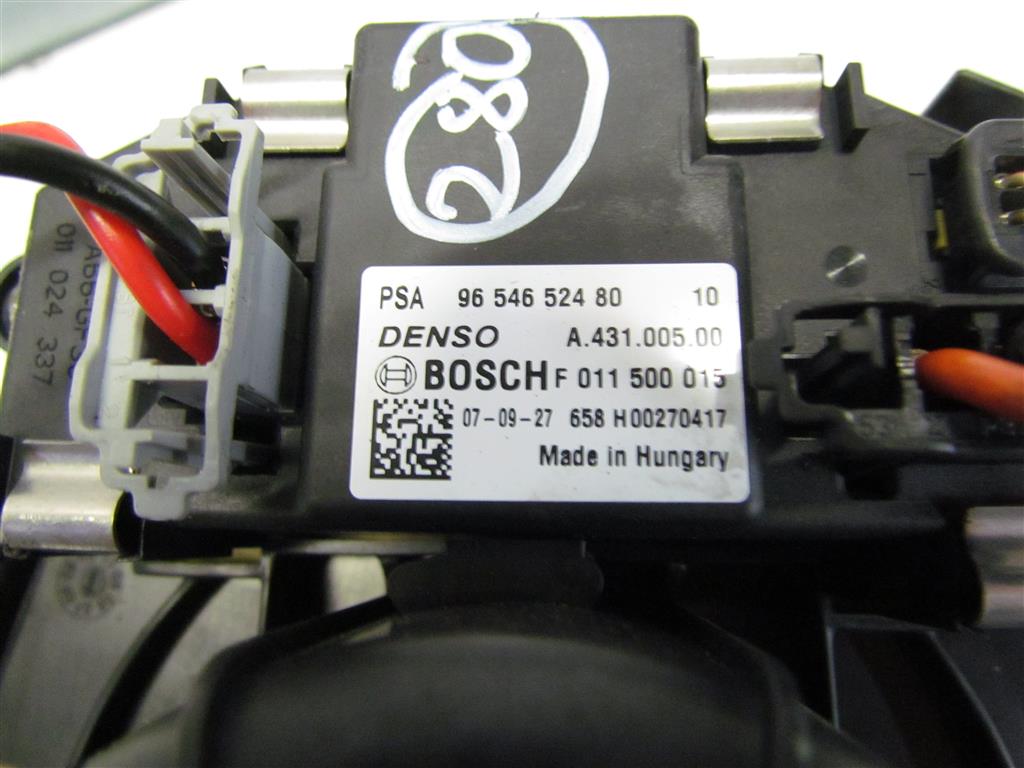 280
PSA 96 546 524 80 10
DENSO A.431.005.00
BOSCH F 011 500 015
07-09-27 658 H00270417
Made in Hungary
011 024 337